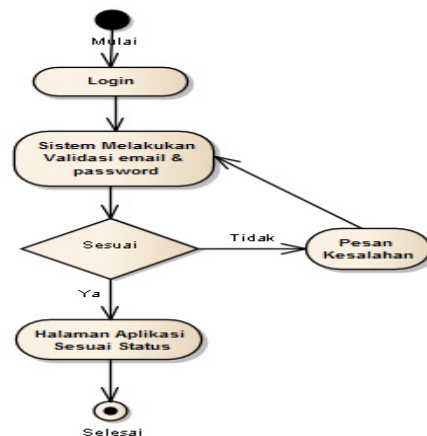 Mulai
Login
Sistem Melakukan
Validasi email &
password
Sesuai
Tidak
Pesan
Kesalahan
Ya
Halaman Aplikasi
Sesuai Status
Selesai